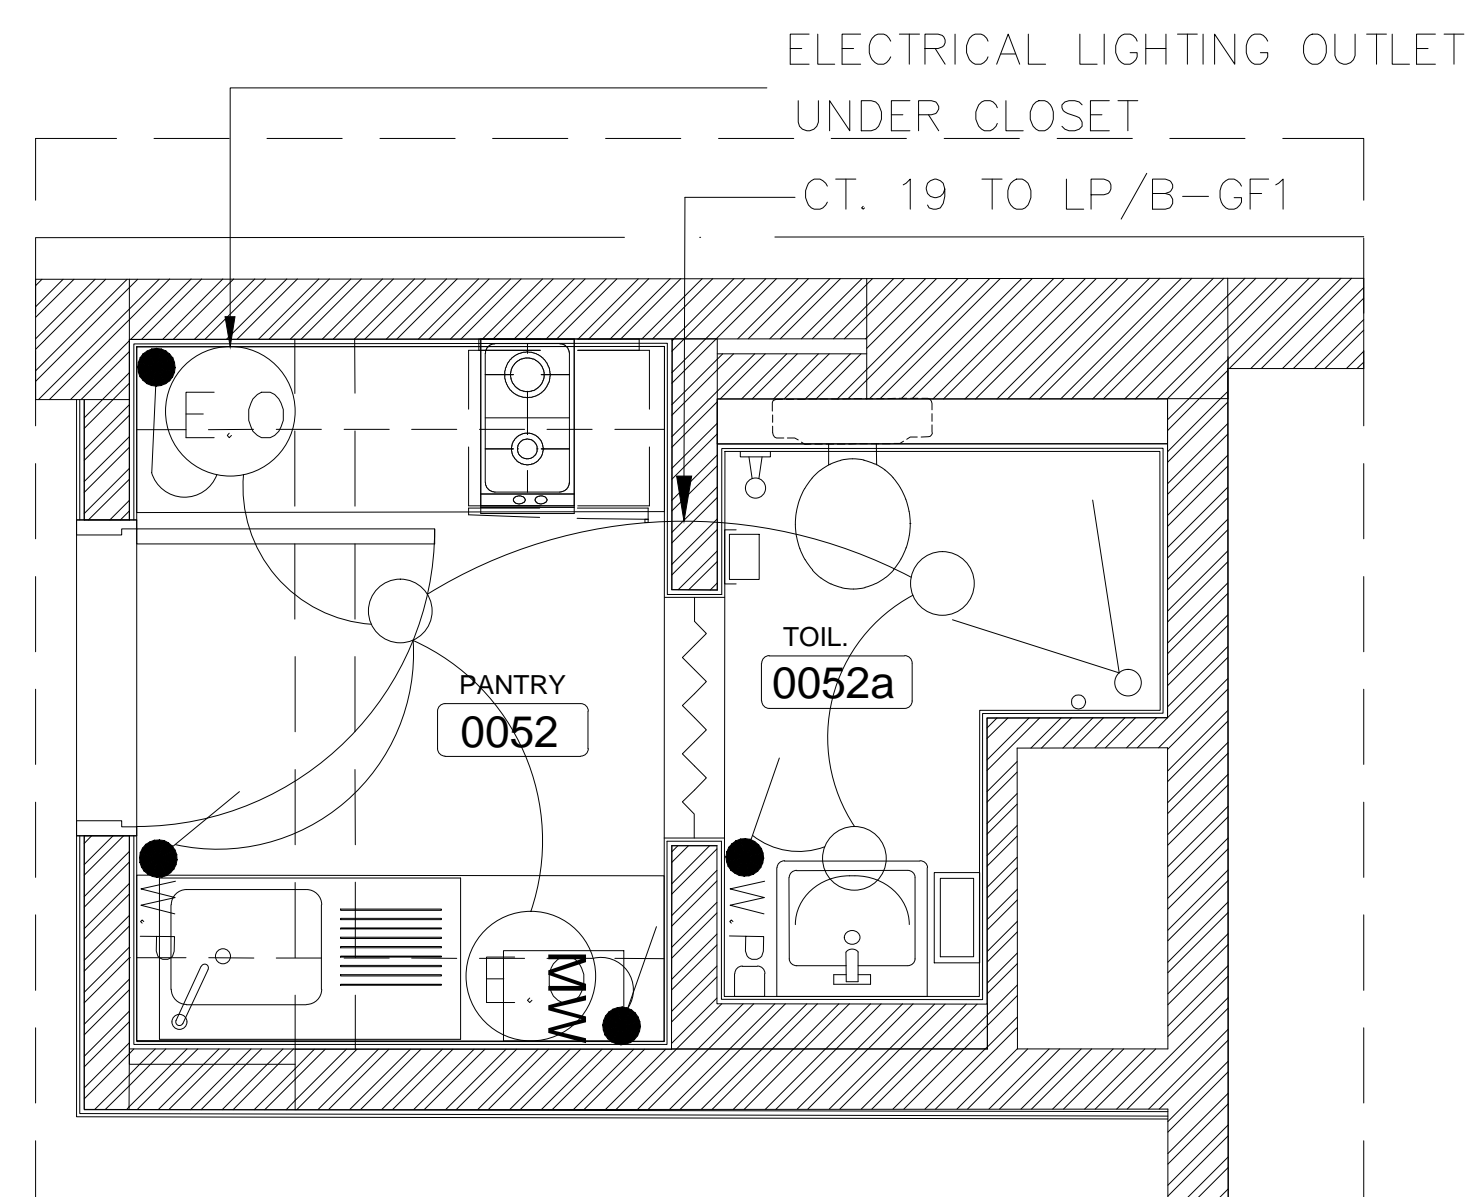 ELECTRICAL LIGHTING OUTLET
UNDER CLOSET
CT. 19 TO LP/B-GF1
E.O
TOIL.
0052a
PANTRY
0052
W.P
W.P
E.O
MW